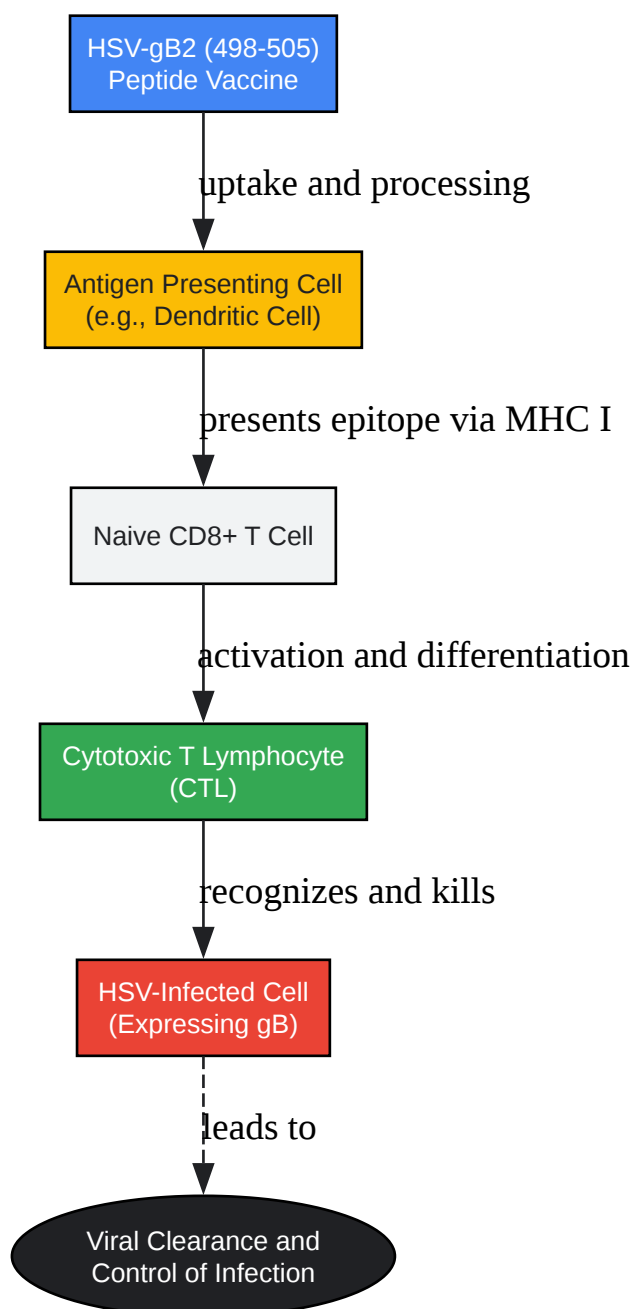 HSV-gB2 (498-505)
Peptide Vaccine
uptake and processing
Antigen Presenting Cell
(e.g., Dendritic Cell)
presents epitope via MHC I
Naive CD8+ T Cell
activation and differentiation
Cytotoxic T Lymphocyte
(CTL)
recognizes and kills
HSV-Infected Cell
(Expressing gB)
leads to
Viral Clearance and
Control of Infection